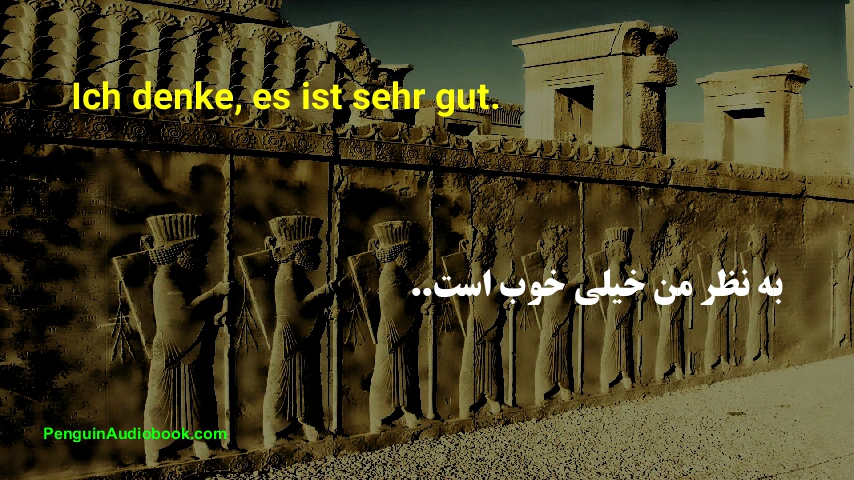 Ich denke, es ist sehr gut.
به نظر من خیلی خوب است..
PenguinAudiobook.com